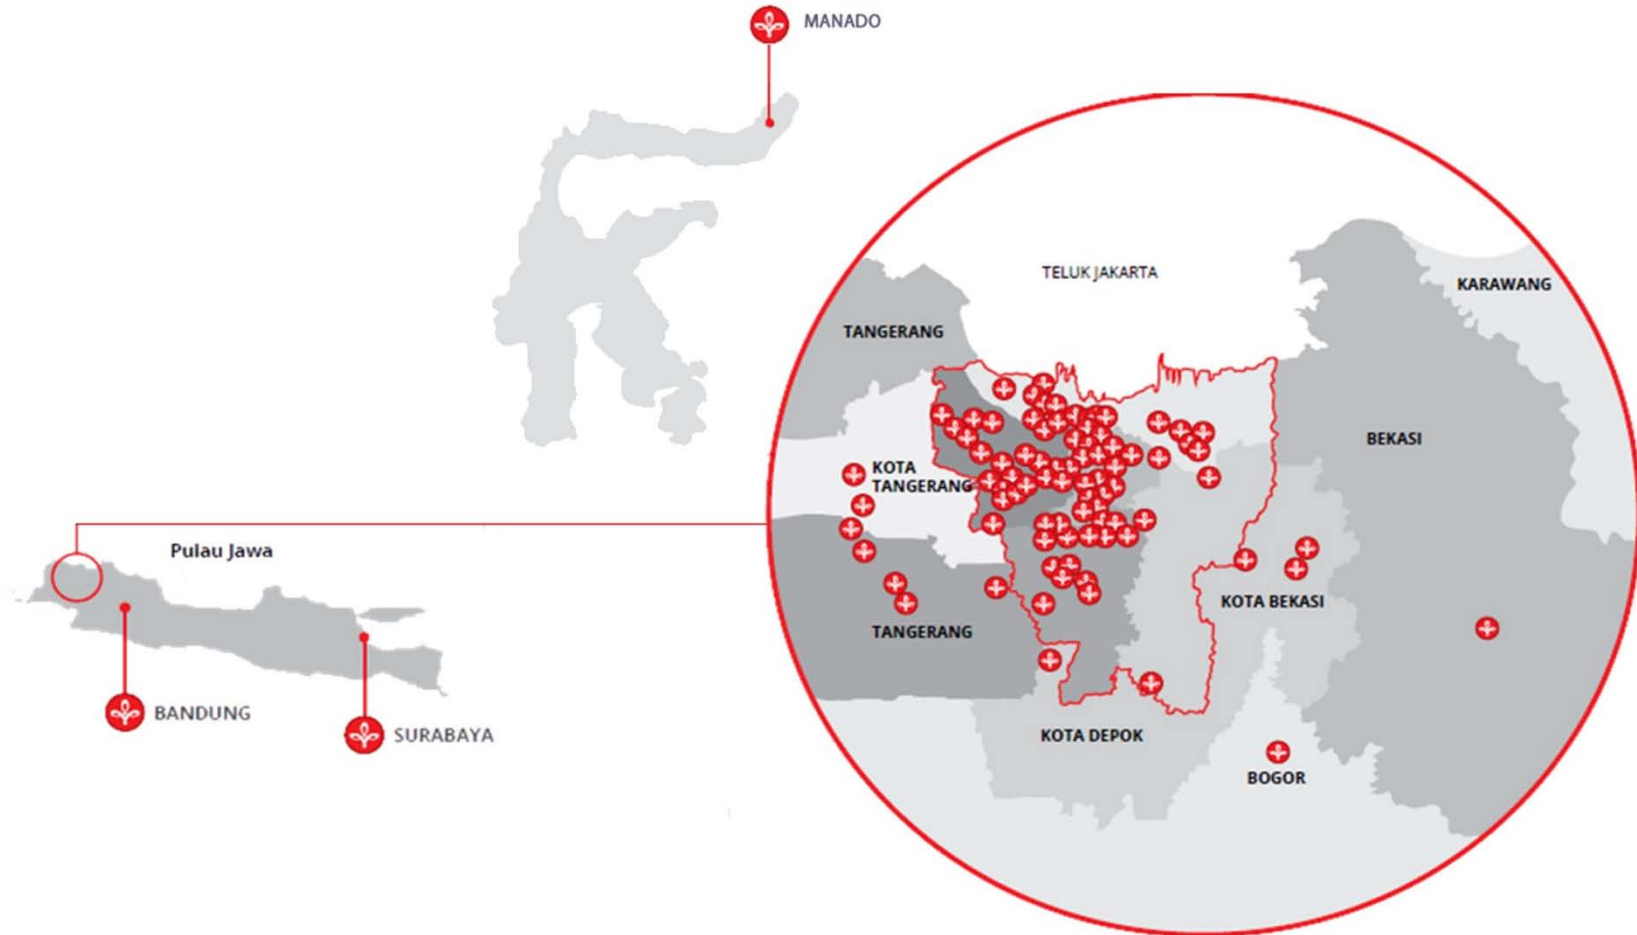 MANADO
TELUK JAKARTA
KARAWANG
TANGERANG
BEKASI
KOTA
TANGERANG
Pulau Jawa
KOTA BEKASI
TANGERANG
BANDUNG
SURABAYA
KOTA DEPOK
BOGOR